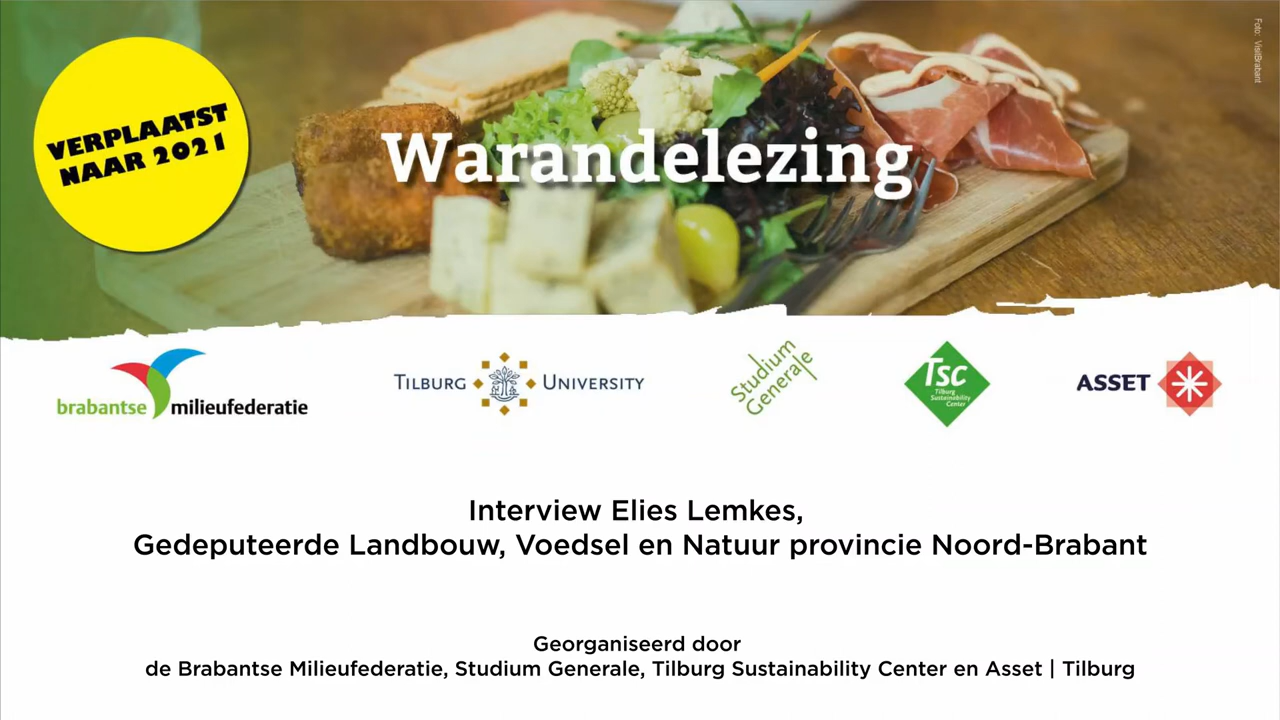 Foto: VisitBrabant
VERPLAATST
NAAR 2021
Warandelezing
brabantse milieufederatie
TILBURG UNIVERSITY
Studium
Generale
Tsc
Tilburg
Sustainability
Center
ASSET
Interview Elies Lemkes,
Gedeputeerde Landbouw, Voedsel en Natuur provincie Noord-Brabant
Georganiseerd door
de Brabantse Milieufederatie, Studium Generale, Tilburg Sustainability Center en Asset | Tilburg